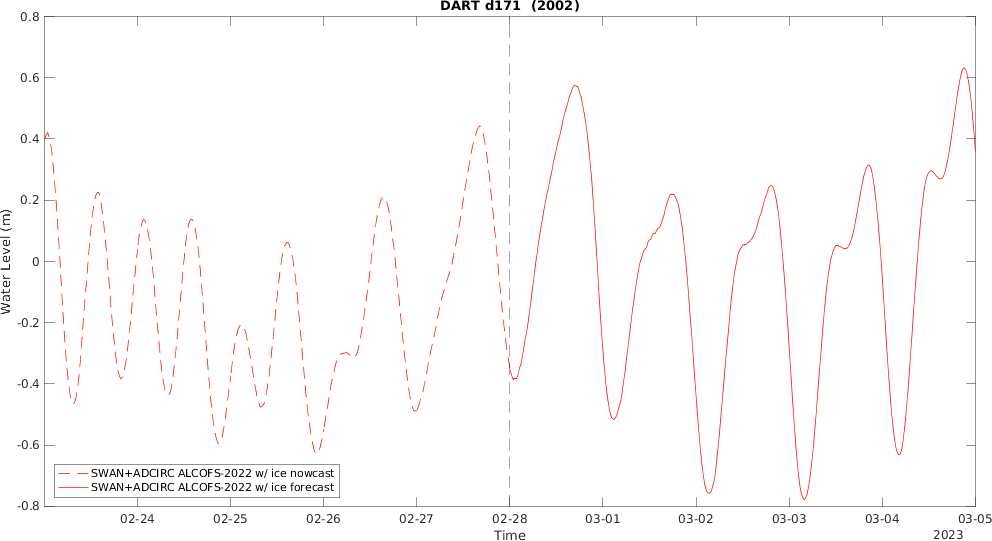 DART d171  (2002)
0.8
0.6
0.4
0.2
0
-0.2
-0.4
-0.6
-0.8
Water Level (m)
SWAN+ADCIRC ALCOFS-2022 w/ ice nowcast
SWAN+ADCIRC ALCOFS-2022 w/ ice forecast
02-24 02-25 02-26 02-27 02-28 03-01 03-02 03-03 03-04 03-05
Time
2023